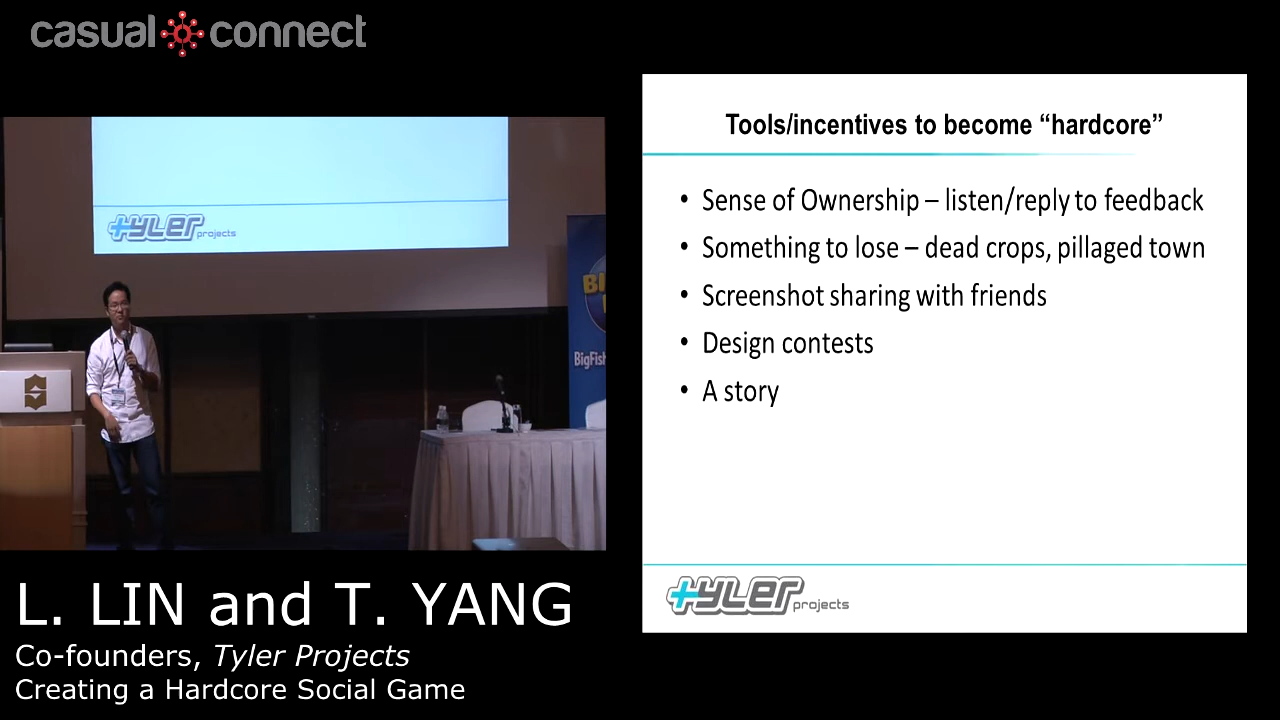 casual connect
tyler projects
BigFish
Tools/incentives to become “hardcore”
• Sense of Ownership – listen/reply to feedback
• Something to lose – dead crops, pillaged town
• Screenshot sharing with friends
• Design contests
• A story
tyler projects
L. LIN and T. YANG
Co-founders, Tyler Projects
Creating a Hardcore Social Game